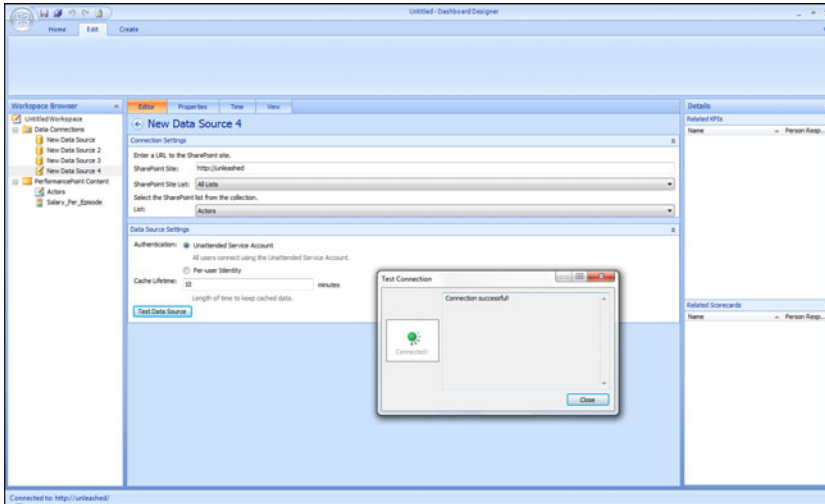 Untitled - Dashboard Designer
Home Edit Create
Workspace Browser
Untitled Workspace
Data Connections
New Data Source
New Data Source 2
New Data Source 3
New Data Source 4
PerformancePoint Content
Actors
Salary_Per_Episode
Editor Properties Time View
New Data Source 4
Connection Settings
Enter a URL to the SharePoint site.
SharePoint Site: http://unleashed
SharePoint Site List: All Lists
Select the SharePoint list from the collection.
List: Actors
Data Source Settings
Authentication: Unattended Service Account
All users connect using the Unattended Service Account.
Per-user Identity
Cache Lifetime: 10 minutes
Length of time to keep cached data.
Test Data Source
Test Connection
Connection successful!
Connected!
Close
Details
Related KPIs
Name Person Resp...
Related Scorecards
Name Person Resp...
Connected to: http://unleashed/